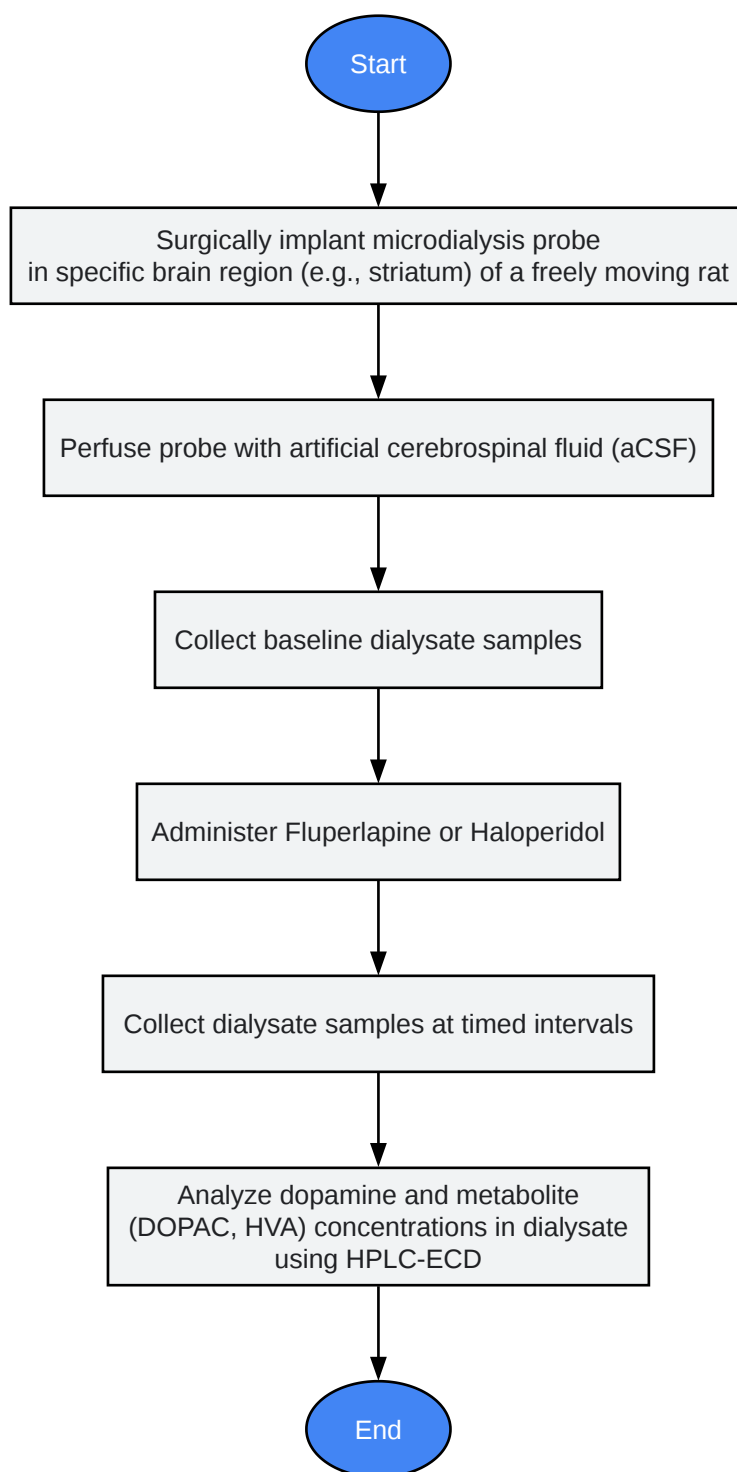 Start
Surgically implant microdialysis probe
in specific brain region (e.g., striatum) of a freely moving rat
Perfuse probe with artificial cerebrospinal fluid (aCSF)
Collect baseline dialysate samples
Administer Fluperlapine or Haloperidol
Collect dialysate samples at timed intervals
Analyze dopamine and metabolite
(DOPAC, HVA) concentrations in dialysate
using HPLC-ECD
End